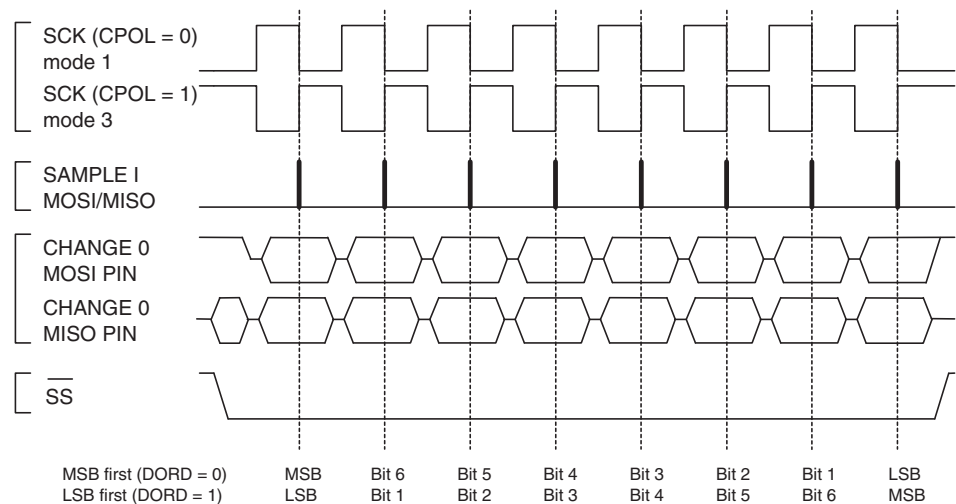 SCK (CPOL = 0)
mode 1
SCK (CPOL = 1)
mode 3
SAMPLE I
MOSI/MISO
CHANGE 0
MOSI PIN
CHANGE 0
MISO PIN
SS
MSB first (DORD = 0) MSB Bit 6 Bit 5 Bit 4 Bit 3 Bit 2 Bit 1 LSB
LSB first (DORD = 1) LSB Bit 1 Bit 2 Bit 3 Bit 4 Bit 5 Bit 6 MSB